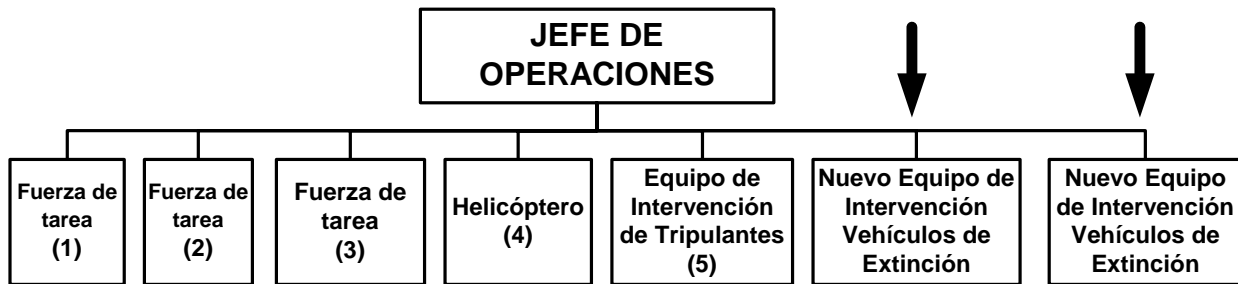 JEFE DE
OPERACIONES
Fuerza de
tarea
(1)
Fuerza de
tarea
(2)
Fuerza de
tarea
(3)
Helicóptero
(4)
Equipo de
Intervención
de Tripulantes
(5)
Nuevo Equipo de
Intervención
Vehículos de
Extinción
Nuevo Equipo
de Intervención
Vehículos de
Extinción